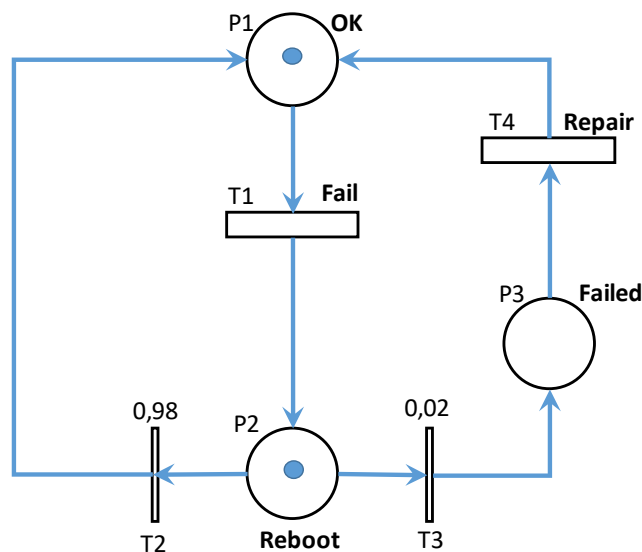 P1 OK
T4 Repair
T1 Fail
P3 Failed
0,98
0,02
P2
Reboot
T2
T3